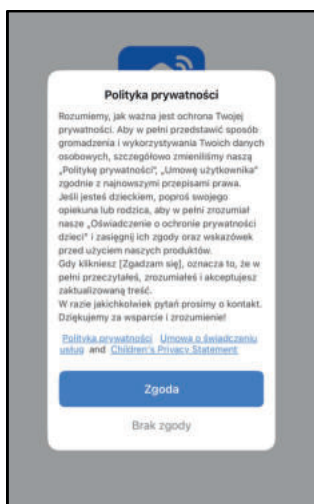 Polityka prywatności
Rozumiemy, jak ważna jest ochrona Twojej
prywatności. Aby w pełni przedstawić sposób
gromadzenia i wykorzystywania Twoich danych
osobowych, szczegółowo zmieniliśmy naszą
„Politykę prywatności”, „Umowę użytkownika”
zgodnie z najnowszymi przepisami prawa.
Jeśli jesteś dzieckiem, poproś swojego
opiekuna lub rodzica, aby w pełni zrozumiał
nasze „Oświadczenie o ochronie prywatności
dzieci” i zasięgnij ich zgody oraz wskazówek
przed użyciem naszych produktów.
Gdy klikniesz [Zgadzam się], oznacza to, że w
pełni przeczytałeś, zrozumiałeś i akceptujesz
zaktualizowaną treść.
W razie jakichkolwiek pytań prosimy o kontakt.
Dziękujemy za wsparcie i zrozumienie!
Polityka prywatności Umowa o świadczeniu
usług and Children's Privacy Statement
Zgoda
Brak zgody